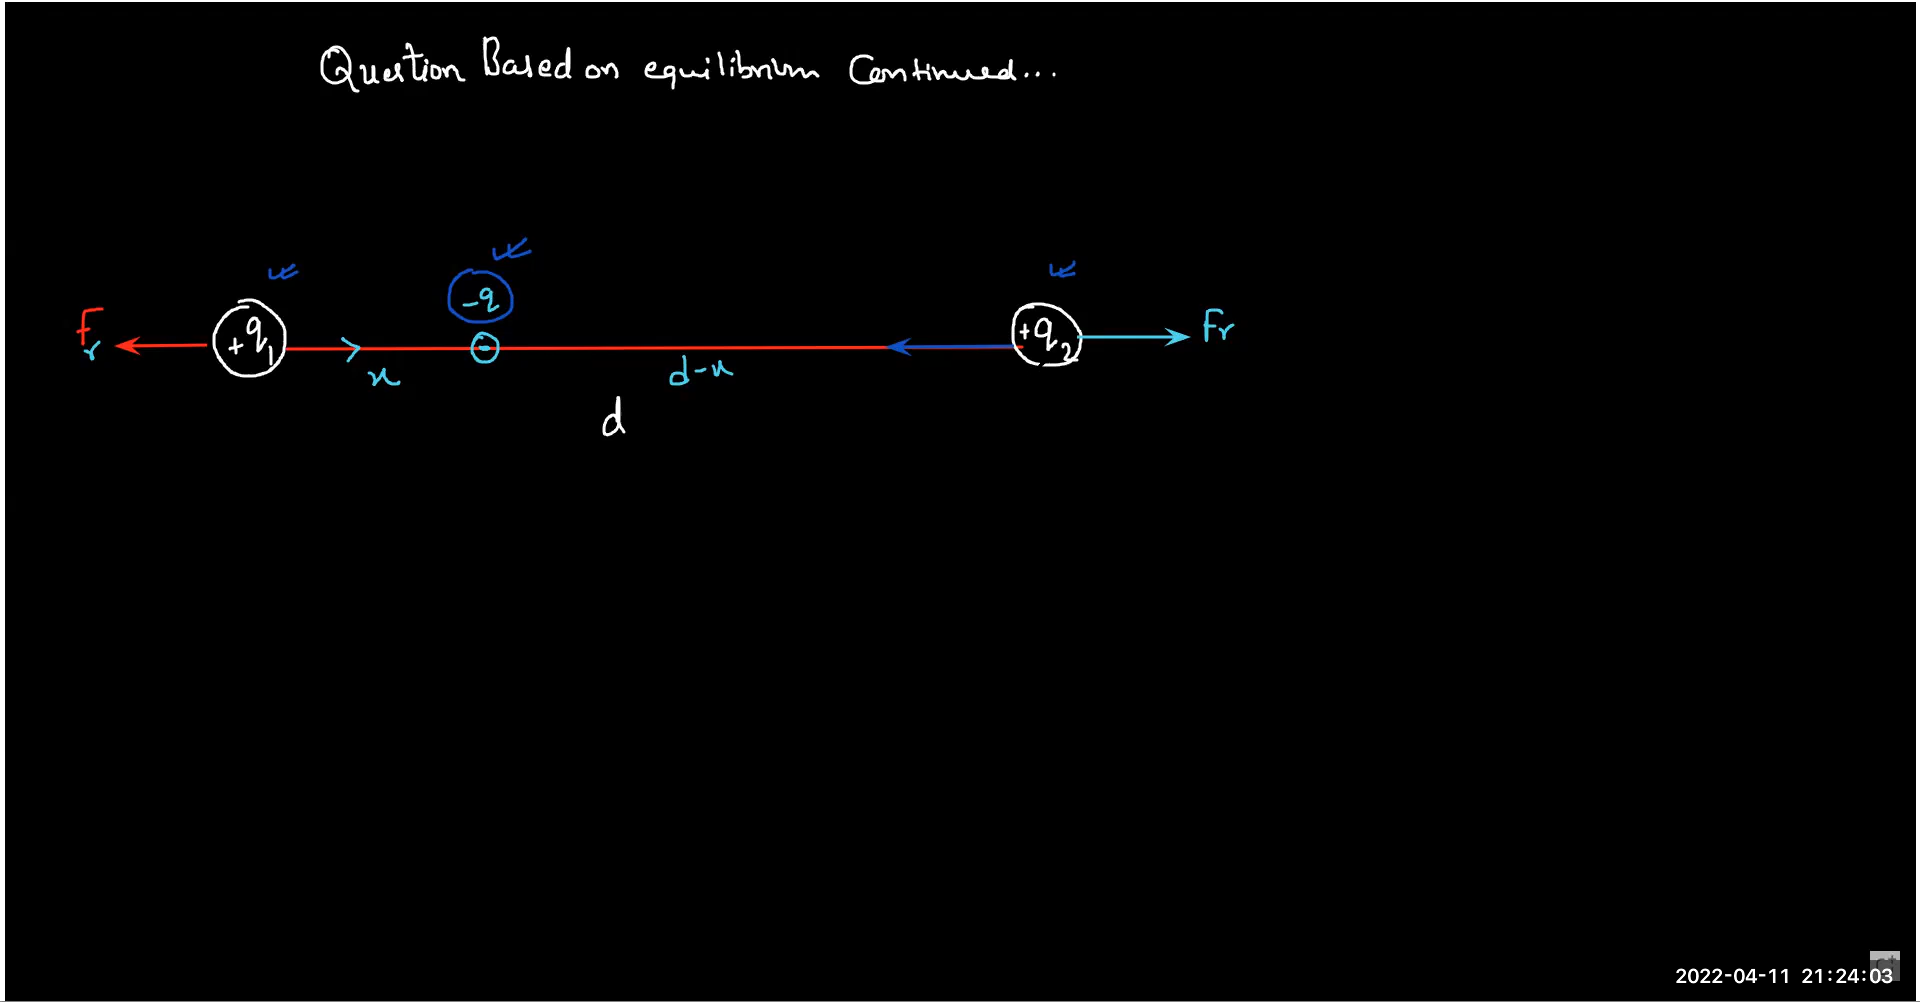 Question Based on equilibrium Continued...
-q
Fr
+q1
+q2
Fr
x
d-x
d
2022-04-11 21:24:03